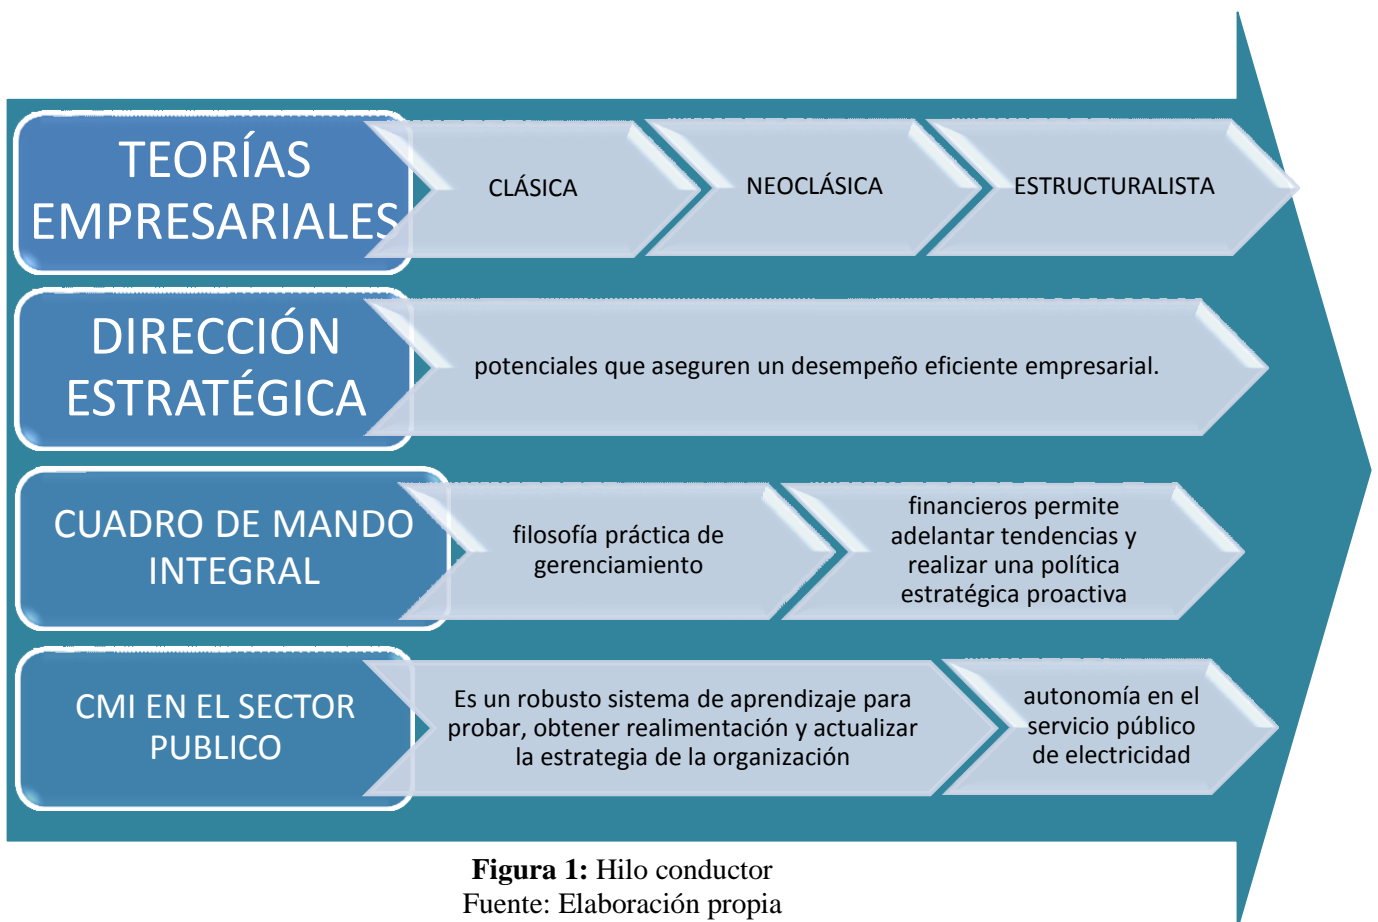 TEORÍAS
EMPRESARIALES
CLÁSICA
NEOCLÁSICA
ESTRUCTURALISTA
DIRECCIÓN
ESTRATÉGICA
potenciales que aseguren un desempeño eficiente empresarial.
CUADRO DE MANDO
INTEGRAL
filosofía práctica de
gerenciamiento
financieros permite
adelantar tendencias y
realizar una política
estratégica proactiva
CMI EN EL SECTOR
PUBLICO
Es un robusto sistema de aprendizaje para
probar, obtener realimentación y actualizar
la estrategia de la organización
autonomía en el
servicio público
de electricidad
Figura 1: Hilo conductor
Fuente: Elaboración propia